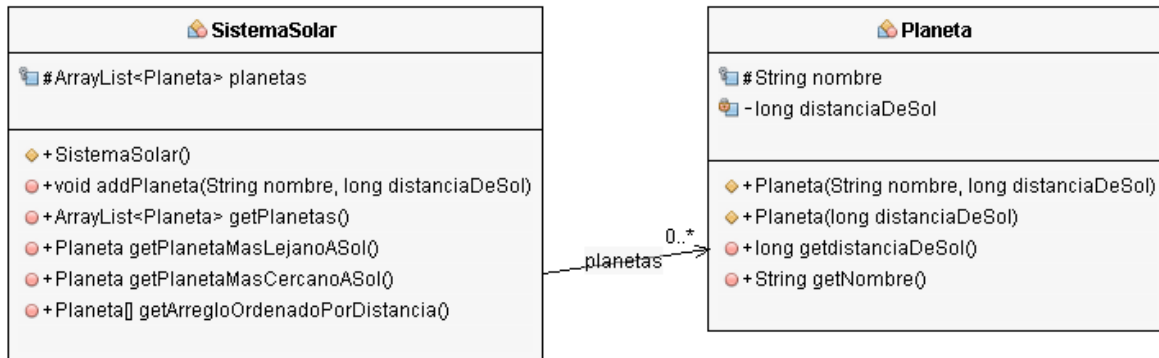 SistemaSolar
#ArrayList<Planeta> planetas
+SistemaSolar()
+void addPlaneta(String nombre, long distanciaDeSol)
+ArrayList<Planeta> getPlanetas()
+Planeta getPlanetaMasLejanoASol()
+Planeta getPlanetaMasCercanoASol()
+Planeta[] getArregloOrdenadoPorDistancia()
planetas
0..*
Planeta
#String nombre
-long distanciaDeSol
+Planeta(String nombre, long distanciaDeSol)
+Planeta(long distanciaDeSol)
+long getdistanciaDeSol()
+String getNombre()